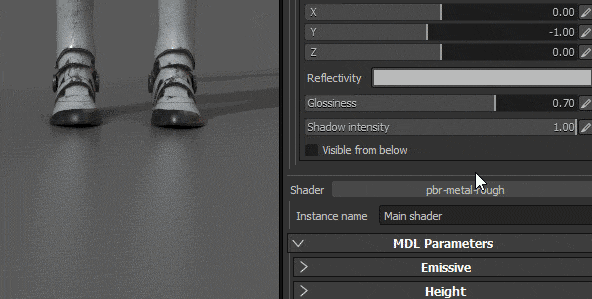 X 0.00
Y -1.00
Z 0.00
Reflectivity
Glossiness 0.70
Shadow intensity 1.00
Visible from below
Shader pbr-metal-rough
Instance name Main shader
MDL Parameters
Emissive
Height